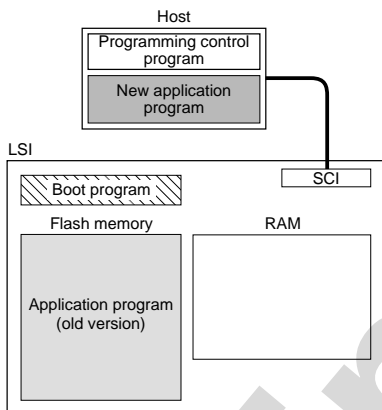 Host
Programming control
program
New application
program
LSI
SCI
Boot program
Flash memory
RAM
Application program
(old version)